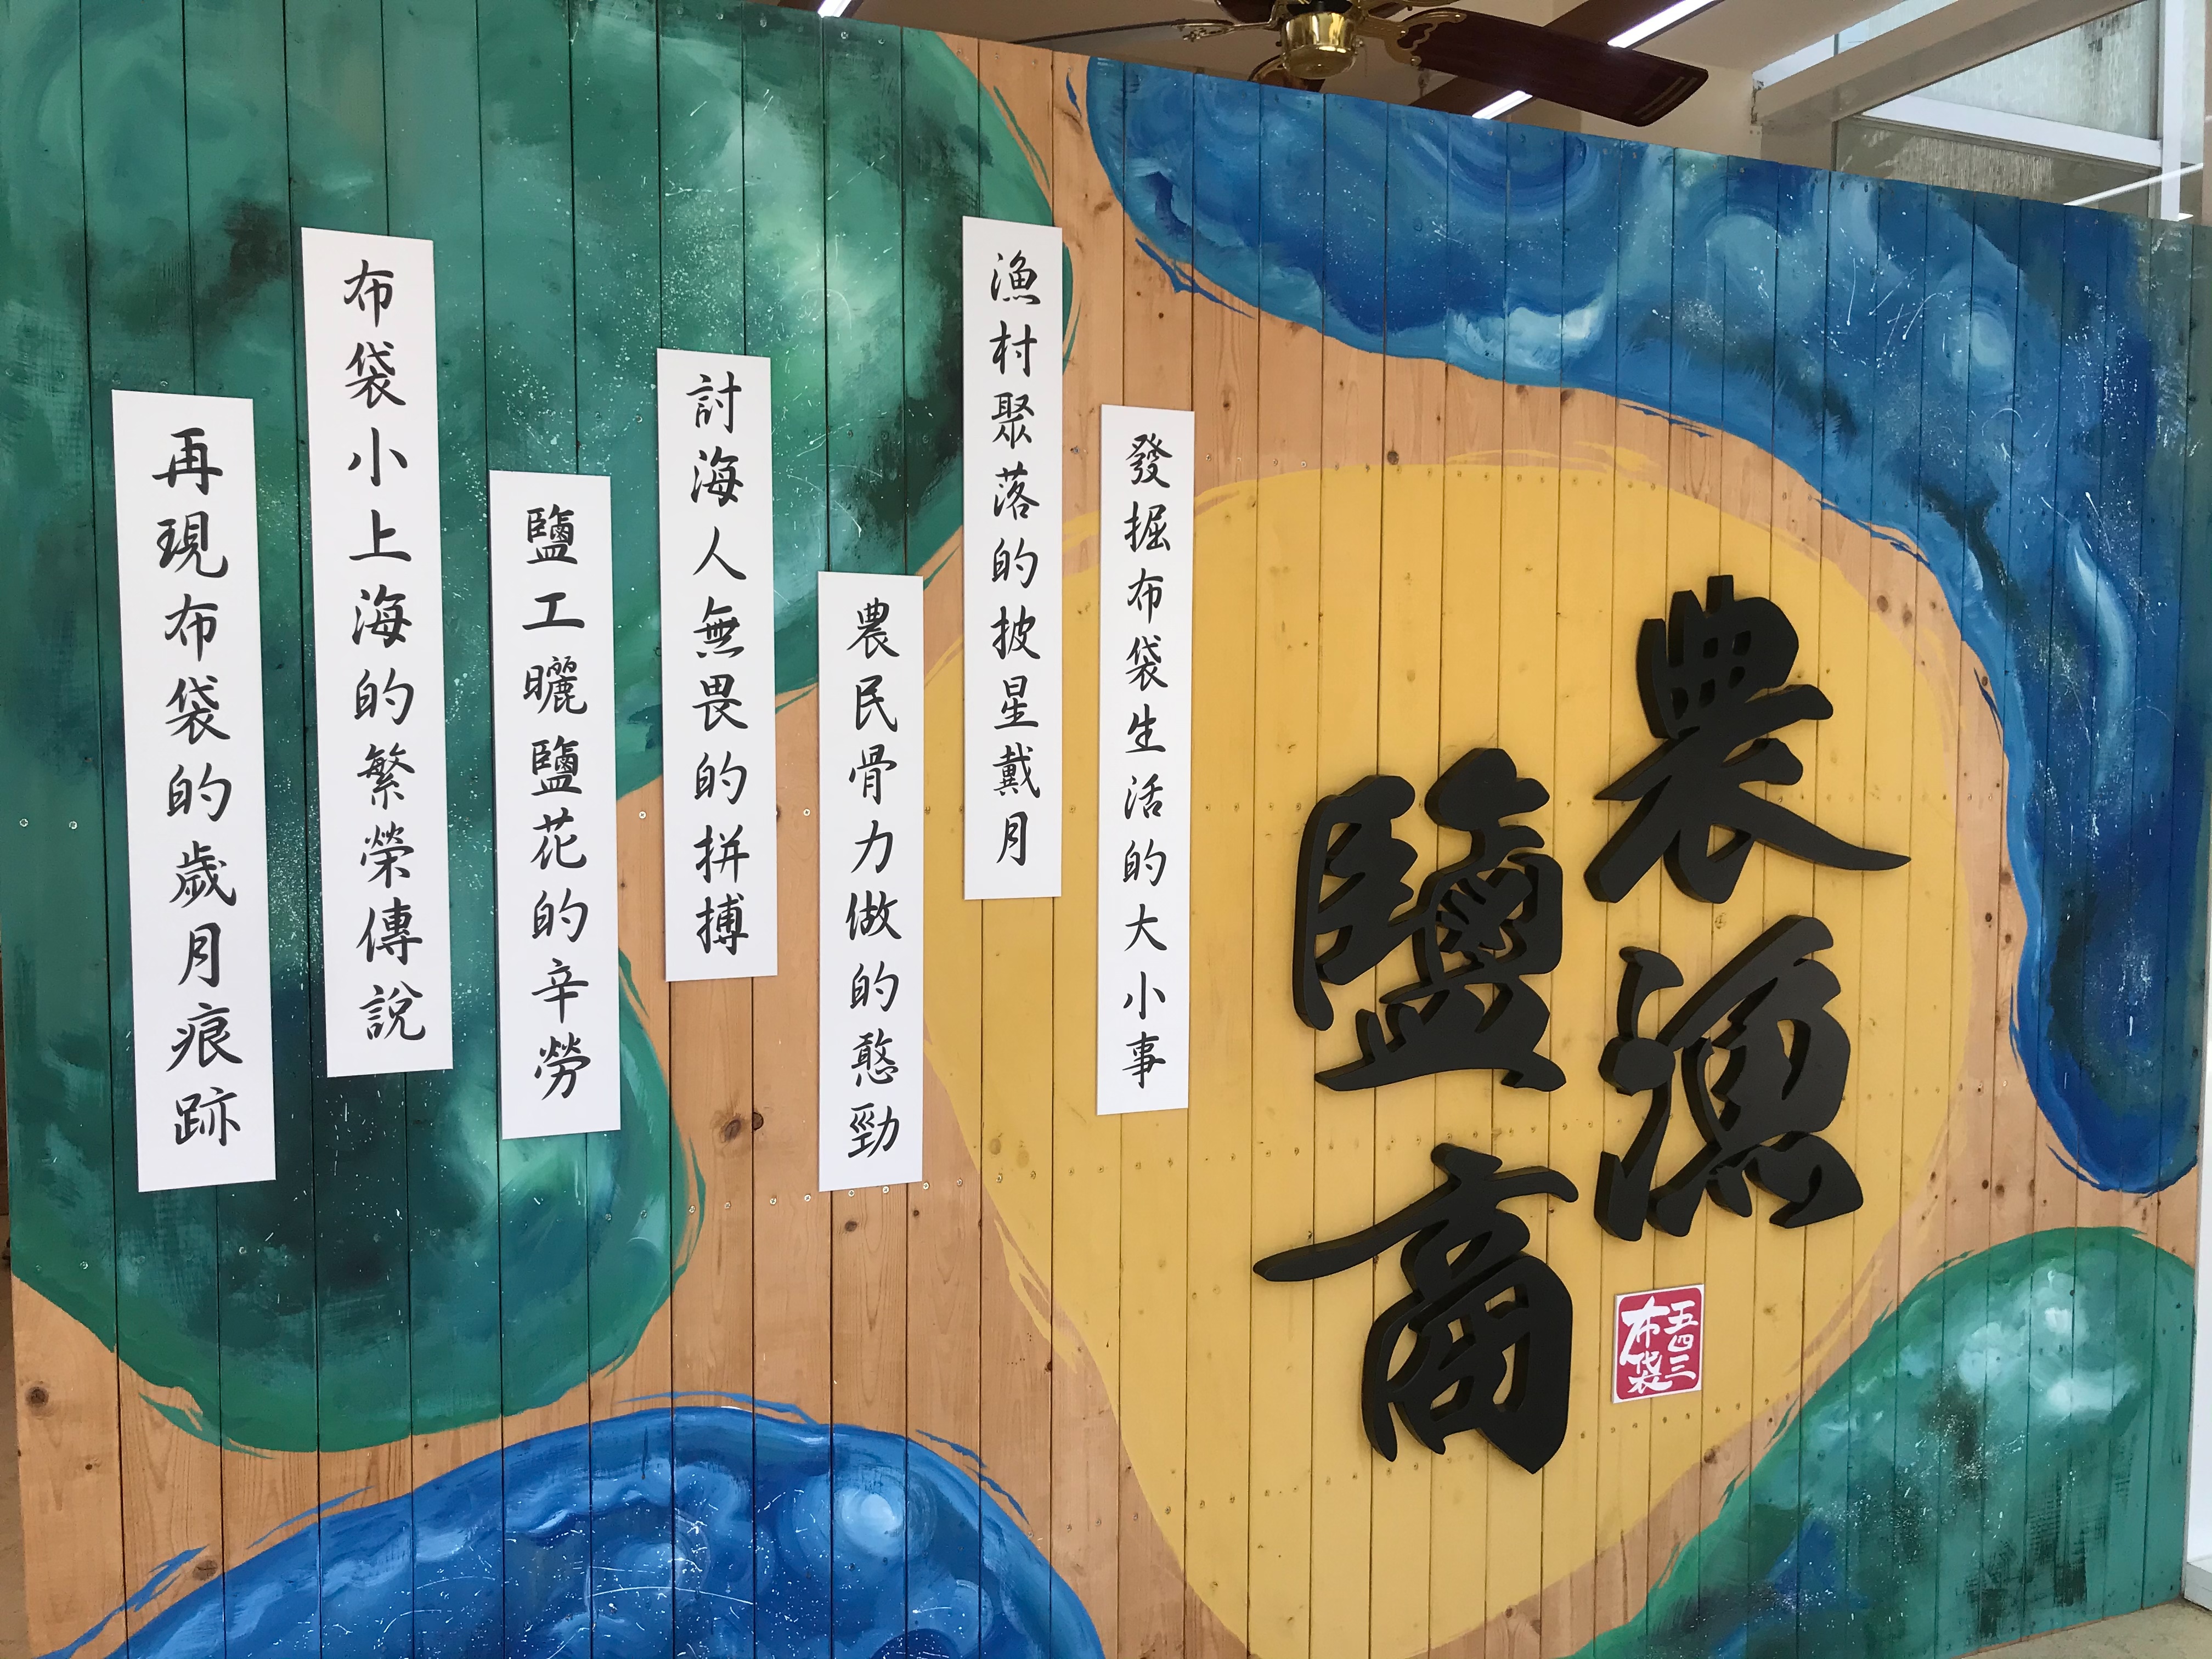 農漁
鹽商
五四三
布袋
發掘布袋生活的大小事
漁村聚落的披星戴月
農民骨力做的憨勁
討海人無畏的拼搏
鹽工曬鹽花的辛勞
布袋小上海的繁榮傳說
再現布袋的歲月痕跡